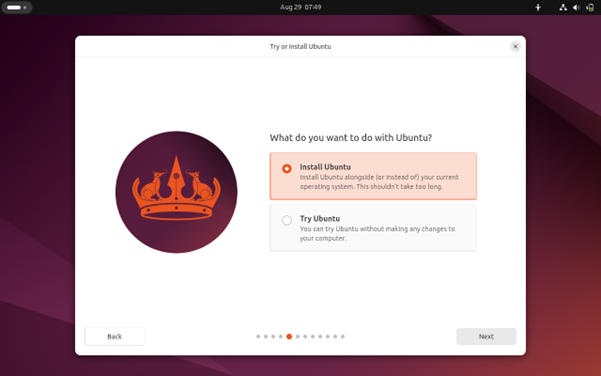 Aug 29 07:49
Try or install Ubuntu
What do you want to do with Ubuntu?
Install Ubuntu
Install Ubuntu alongside (or instead of) your current
operating system. This shouldn't take too long.
Try Ubuntu
You can try Ubuntu without making any changes to
your computer.
Back
Next